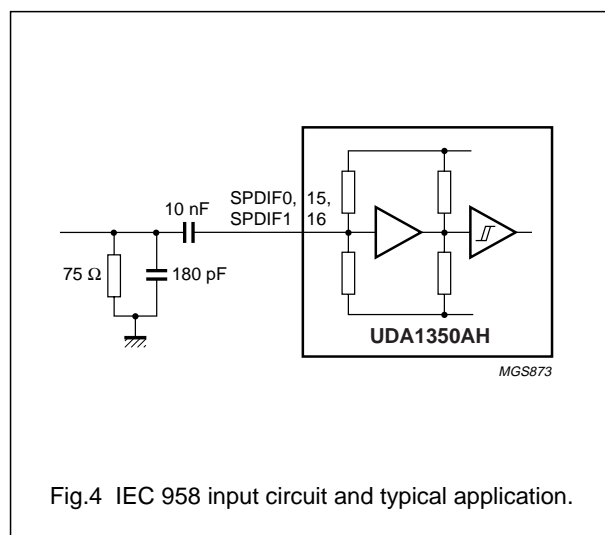 10 nF
SPDIF0, 15,
SPDIF1 16
75 Ω
180 pF
UDA1350AH
MGS873
Fig.4 IEC 958 input circuit and typical application.